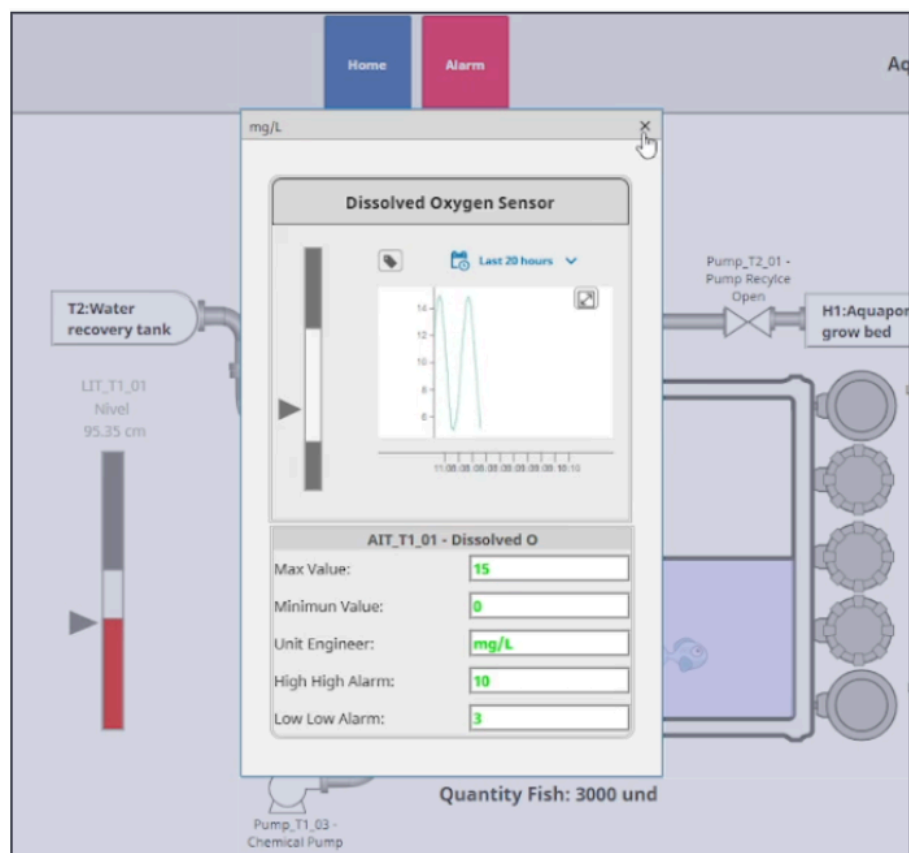 Home
Alarm
Aq
mg/L
×
Dissolved Oxygen Sensor
Last 20 hours
Pump_T2_01 -
Pump Recylce
Open
T2:Water
recovery tank
H1:Aquapor
grow bed
LIT_T1_01
Nivel
95.35 cm
14
12
10
8
6
AIT_T1_01 - Dissolved O
Max Value:
15
Minimun Value:
0
Unit Engineer:
mg/L
High High Alarm:
10
Low Low Alarm:
3
Quantity Fish: 3000 und
Pump_T1_03 -
Chemical Pump